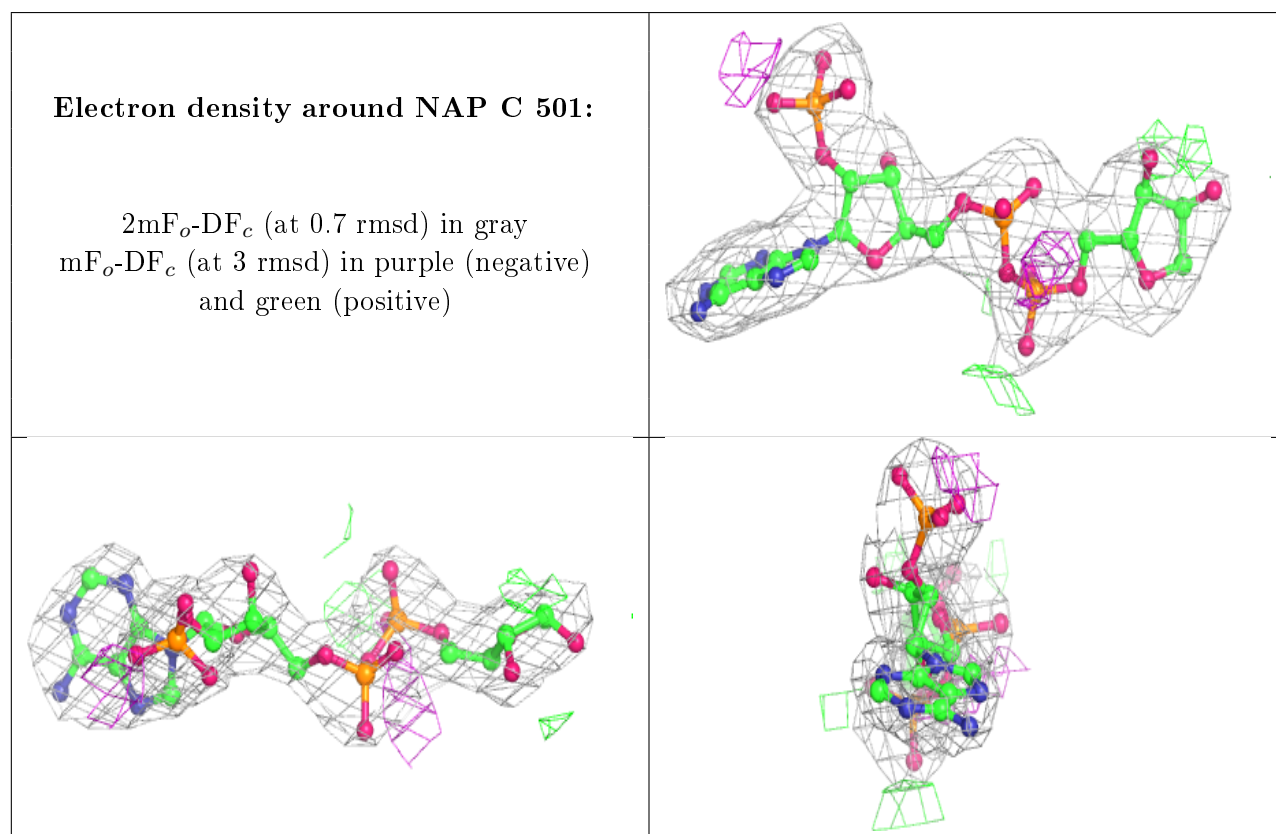 Electron density around NAP C 501:
2mFo-DFc (at 0.7 rmsd) in gray
mFo-DFc (at 3 rmsd) in purple (negative)
and green (positive)